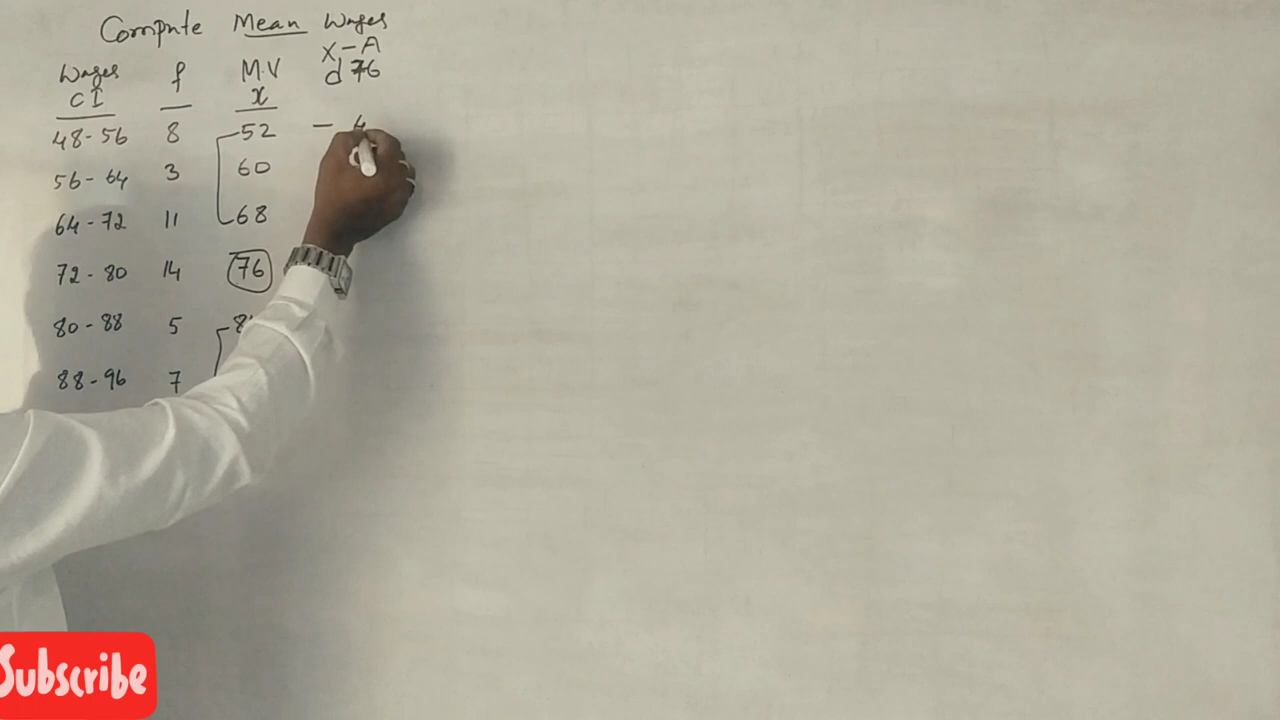 Compute Mean Wages
X - A
Wages f M.V d 76
CI x
48-56 8 52 -
56-64 3 60
64-72 11 68
72-80 14 76
80-88 5
88-96 7
Subscribe